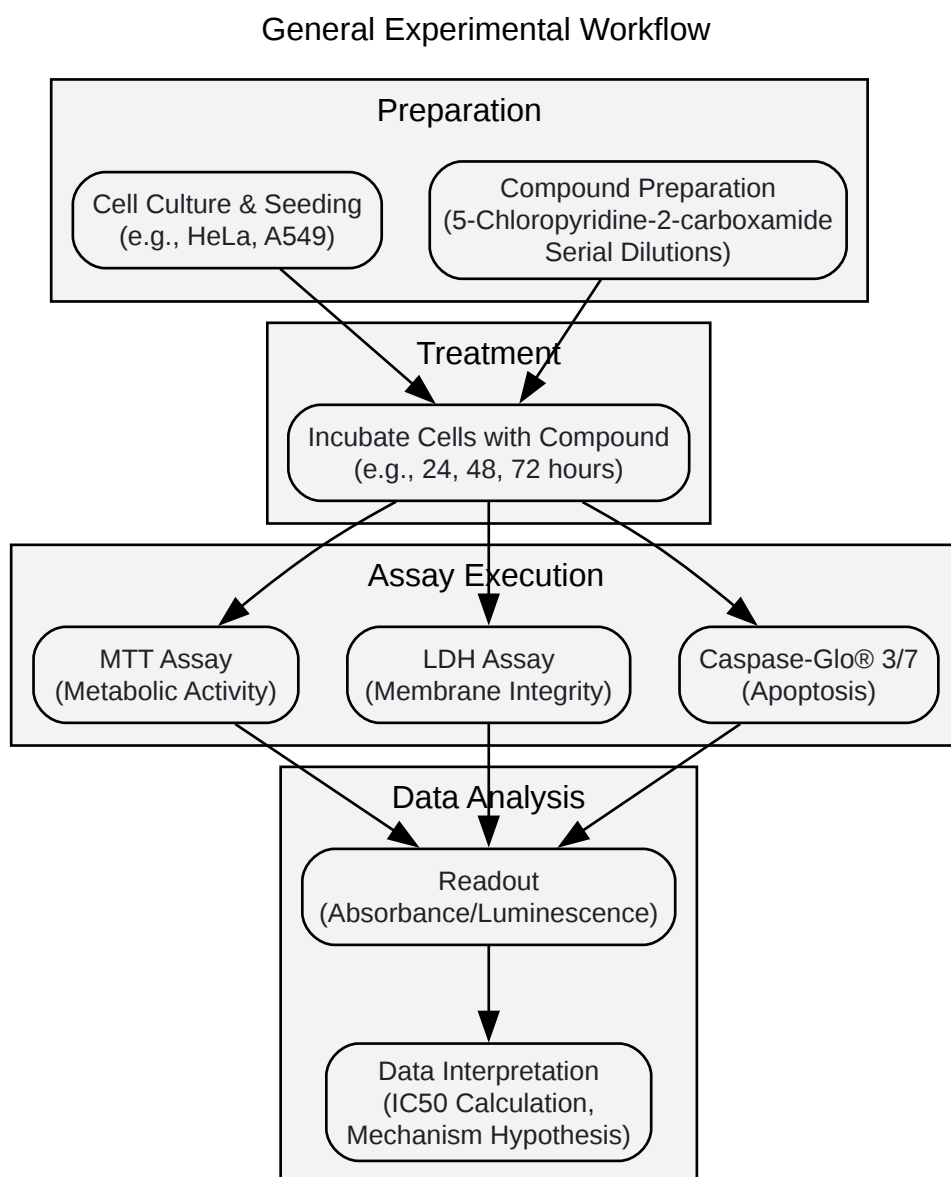 General Experimental Workflow
Preparation
Cell Culture & Seeding
(e.g., HeLa, A549)
Compound Preparation
(5-Chloropyridine-2-carboxamide
Serial Dilutions)
Treatment
Incubate Cells with Compound
(e.g., 24, 48, 72 hours)
Assay Execution
MTT Assay
(Metabolic Activity)
LDH Assay
(Membrane Integrity)
Caspase-Glo® 3/7
(Apoptosis)
Data Analysis
Readout
(Absorbance/Luminescence)
Data Interpretation
(IC50 Calculation,
Mechanism Hypothesis)